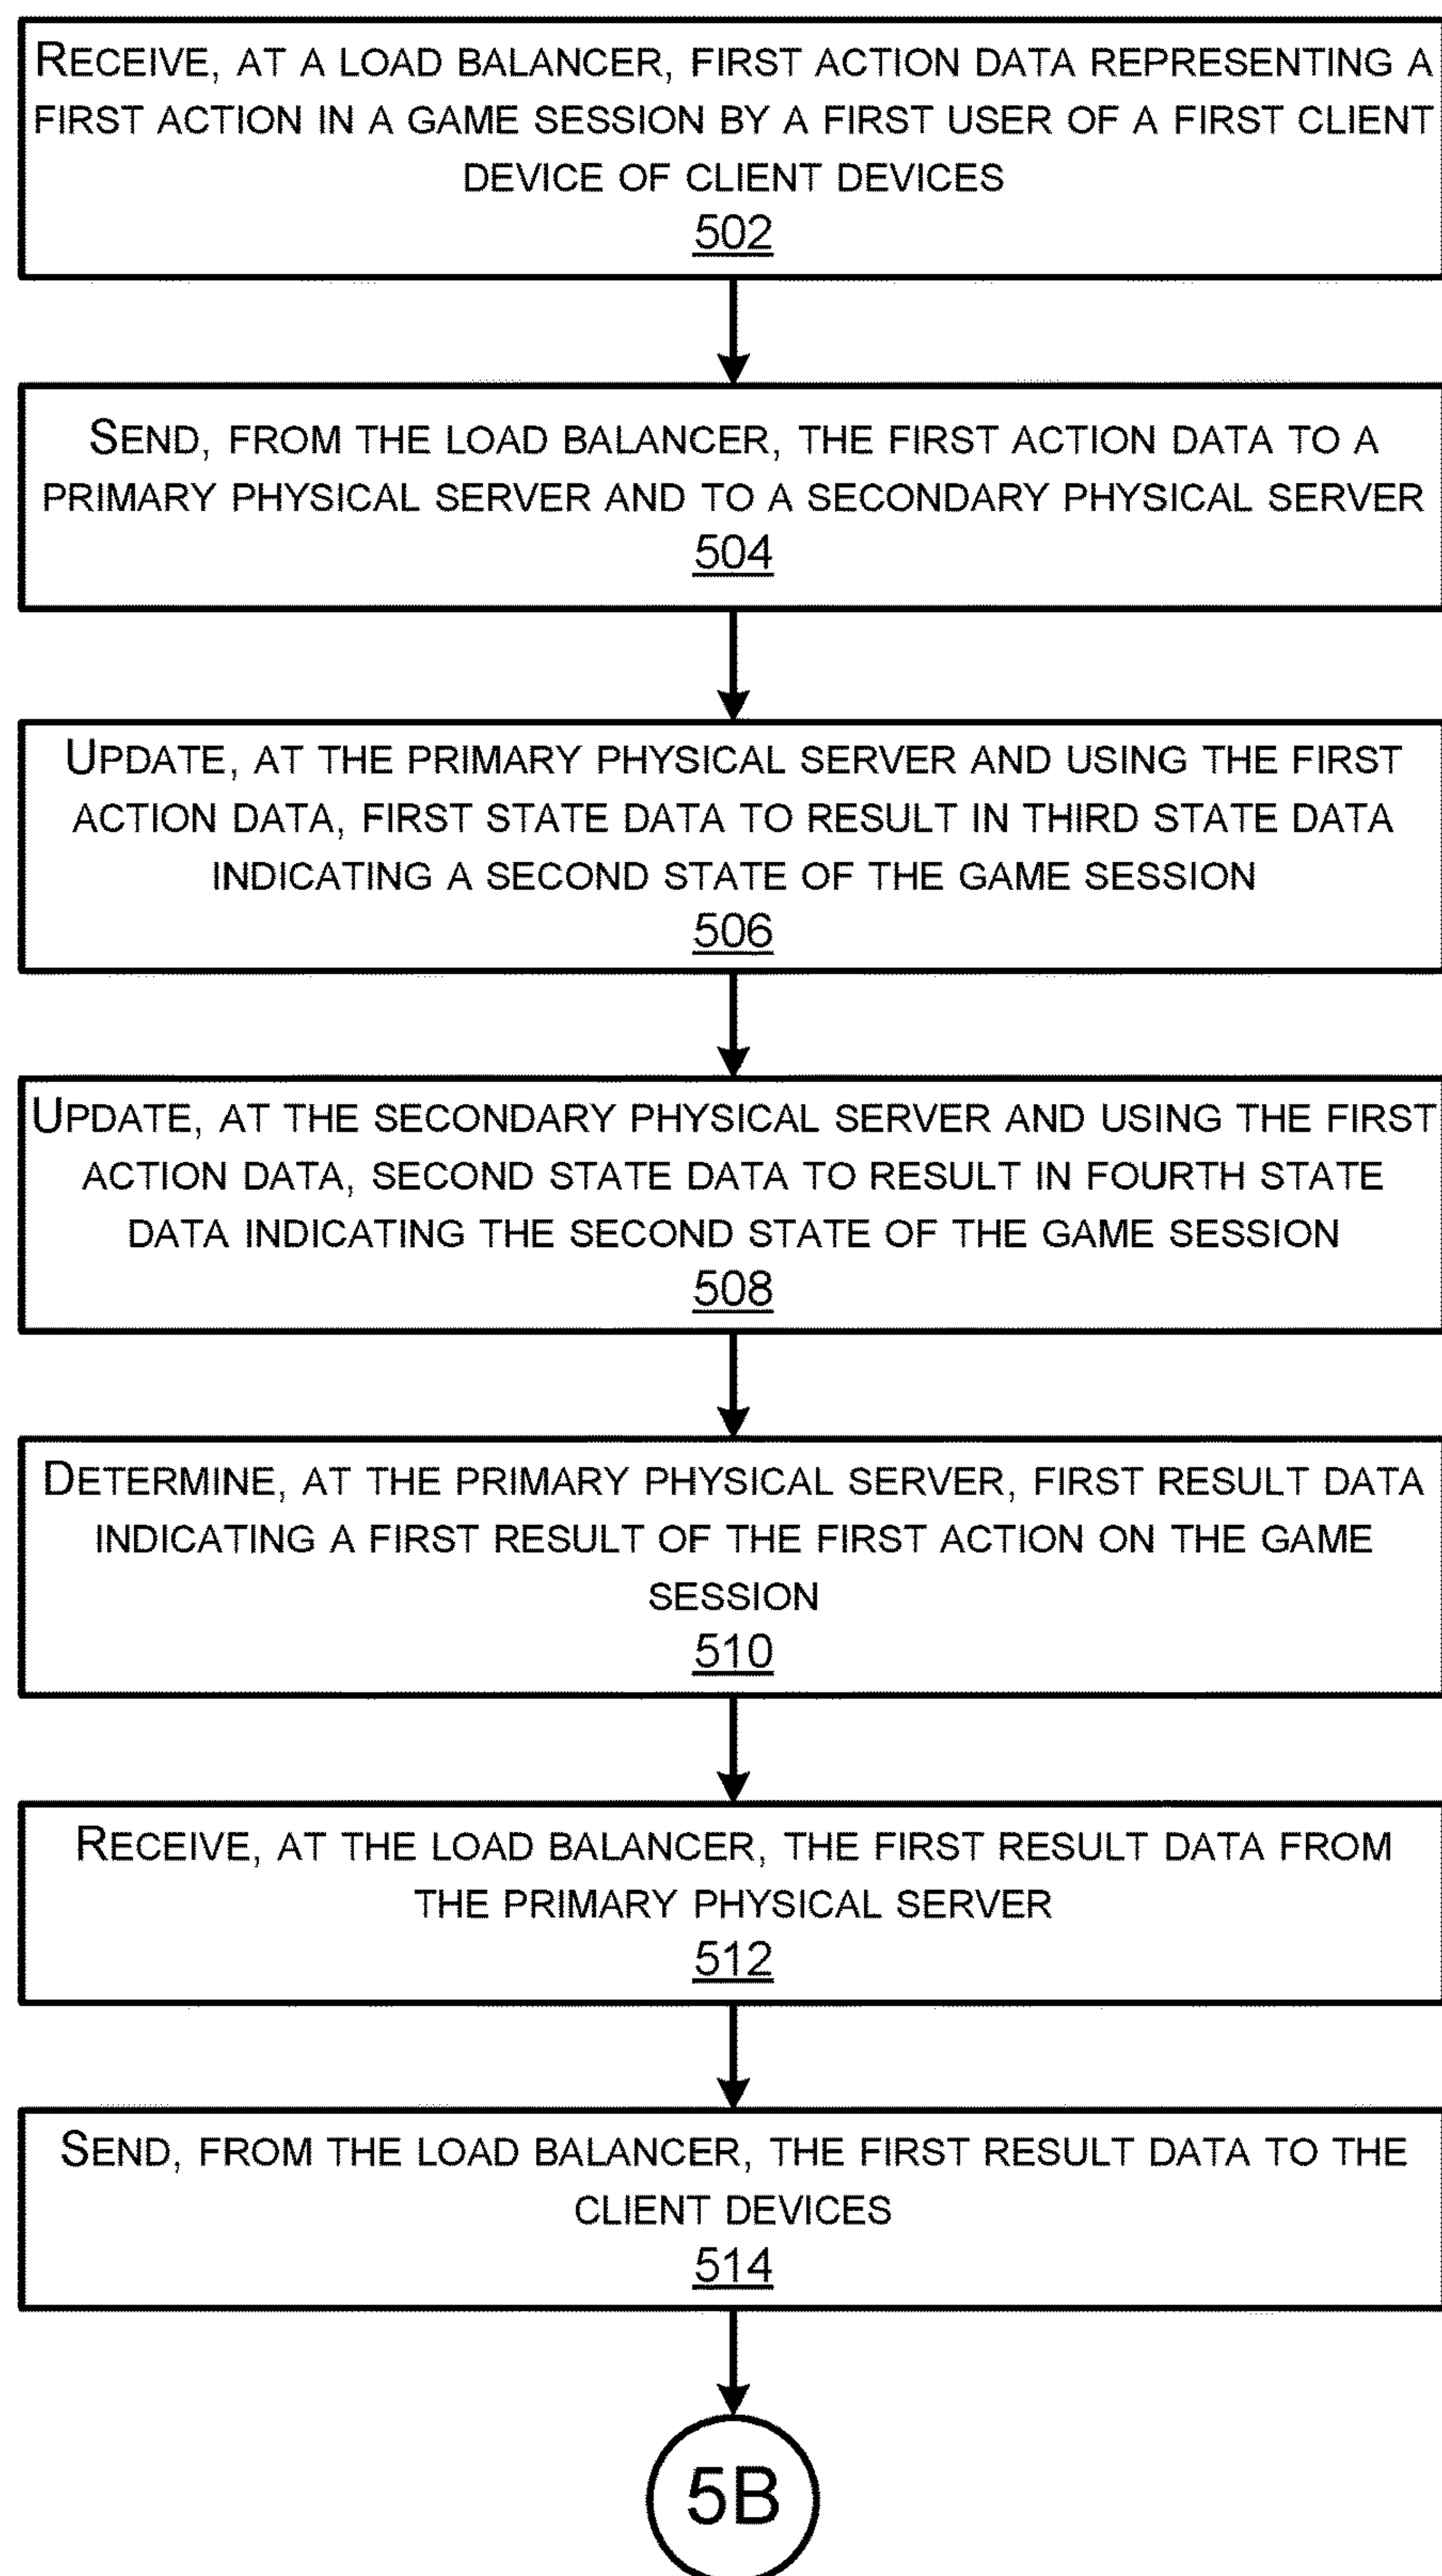 RECEIVE, AT A LOAD BALANCER, FIRST ACTION DATA REPRESENTING A
FIRST ACTION IN A GAME SESSION BY A FIRST USER OF A FIRST CLIENT
DEVICE OF CLIENT DEVICES
502
SEND, FROM THE LOAD BALANCER, THE FIRST ACTION DATA TO A
PRIMARY PHYSICAL SERVER AND TO A SECONDARY PHYSICAL SERVER
504
UPDATE, AT THE PRIMARY PHYSICAL SERVER AND USING THE FIRST
ACTION DATA, FIRST STATE DATA TO RESULT IN THIRD STATE DATA
INDICATING A SECOND STATE OF THE GAME SESSION
506
UPDATE, AT THE SECONDARY PHYSICAL SERVER AND USING THE FIRST
ACTION DATA, SECOND STATE DATA TO RESULT IN FOURTH STATE
DATA INDICATING THE SECOND STATE OF THE GAME SESSION
508
DETERMINE, AT THE PRIMARY PHYSICAL SERVER, FIRST RESULT DATA
INDICATING A FIRST RESULT OF THE FIRST ACTION ON THE GAME
SESSION
510
RECEIVE, AT THE LOAD BALANCER, THE FIRST RESULT DATA FROM
THE PRIMARY PHYSICAL SERVER
512
SEND, FROM THE LOAD BALANCER, THE FIRST RESULT DATA TO THE
CLIENT DEVICES
514
5B